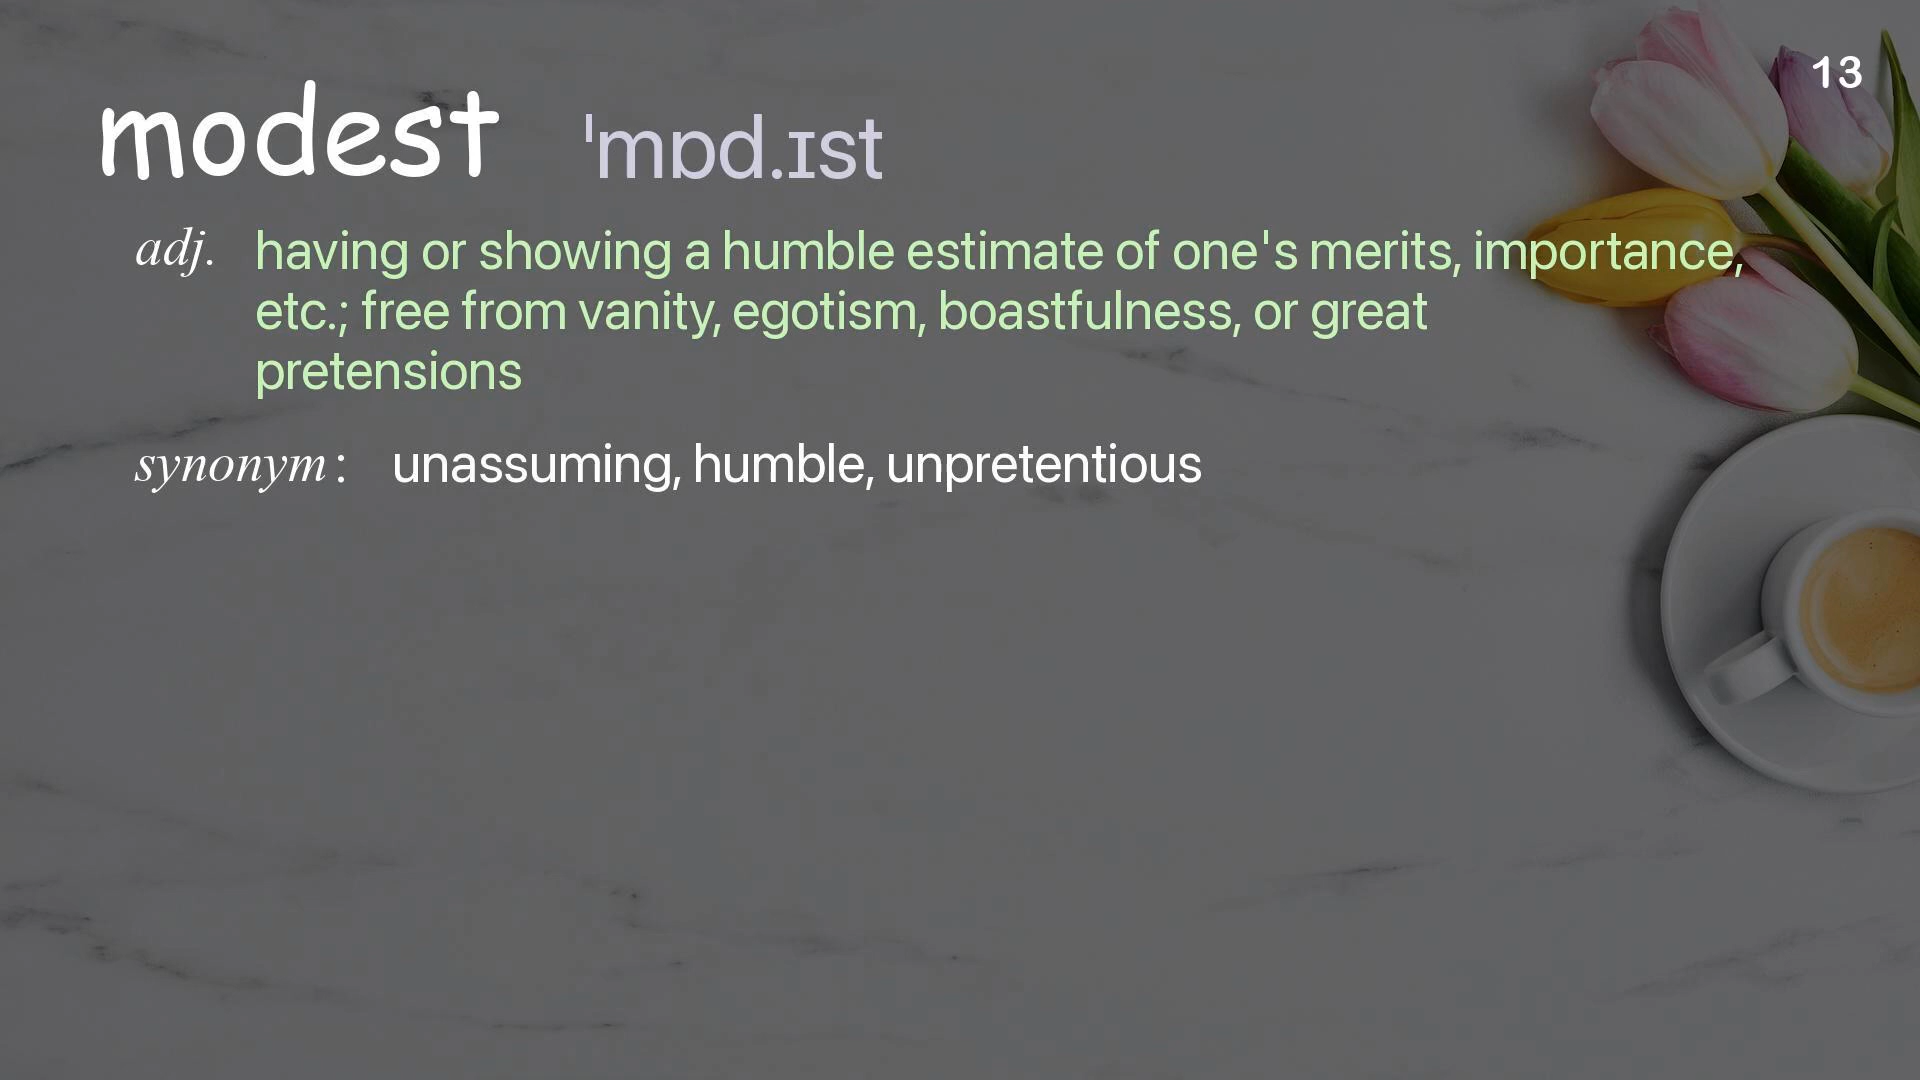 13
modest ˈmɒd.ɪst
adj. having or showing a humble estimate of one's merits, importance,
etc.; free from vanity, egotism, boastfulness, or great
pretensions
synonym: unassuming, humble, unpretentious